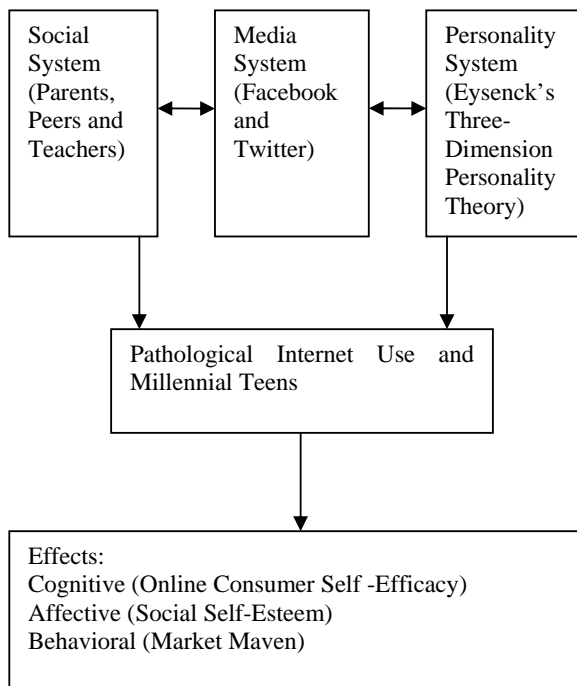 Social
System
(Parents,
Peers and
Teachers)
Media
System
(Facebook
and
Twitter)
Personality
System
(Eysenck's
Three-
Dimension
Personality
Theory)
Pathological Internet Use and
Millennial Teens
Effects:
Cognitive (Online Consumer Self -Efficacy)
Affective (Social Self-Esteem)
Behavioral (Market Maven)